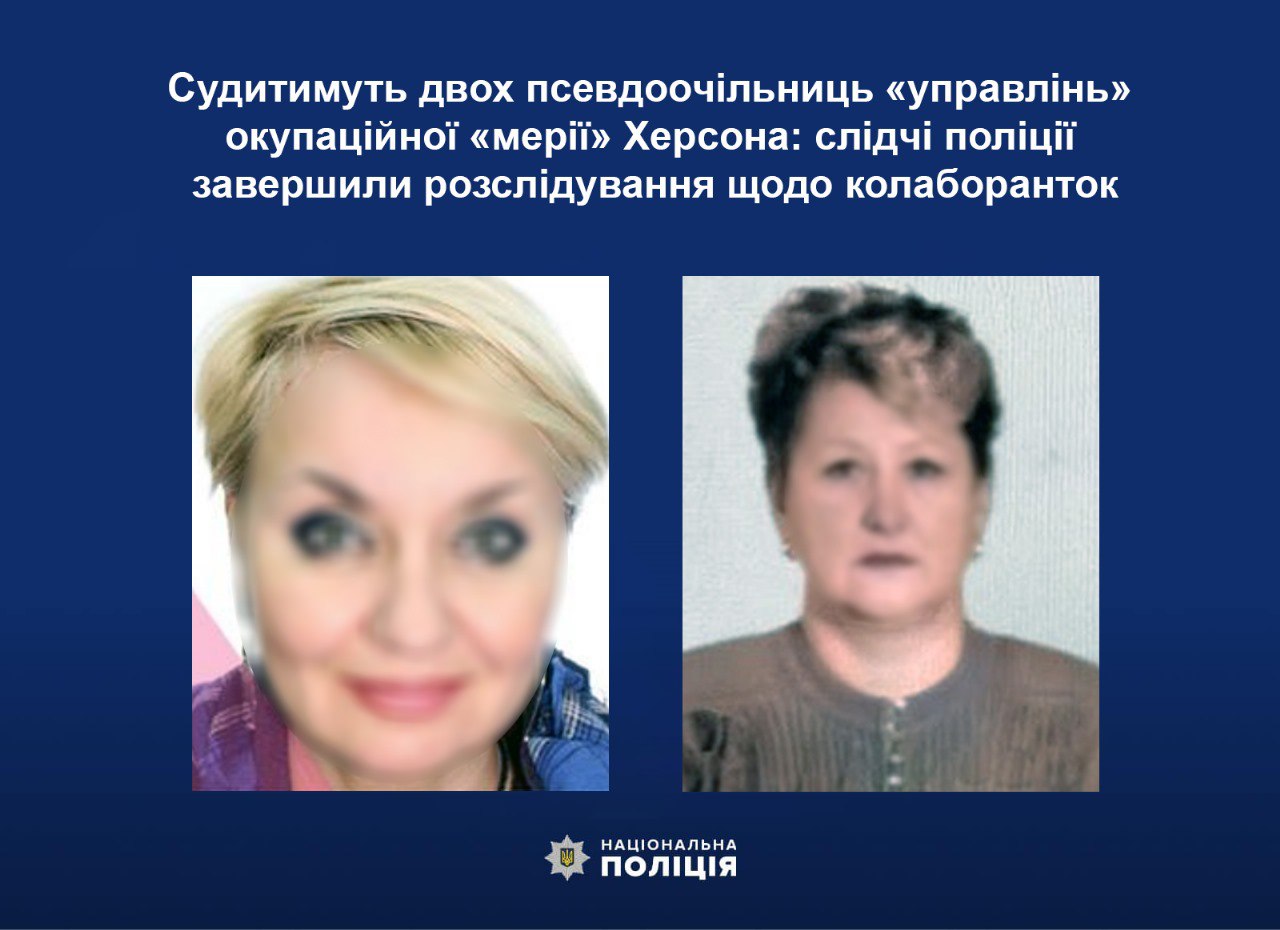 Судитимуть двох псевдоочільниць «управлінь»
окупаційної «мерії» Херсона: слідчі поліції
завершили розслідування щодо колаборанток
НАЦІОНАЛЬНА
ПОЛІЦІЯ